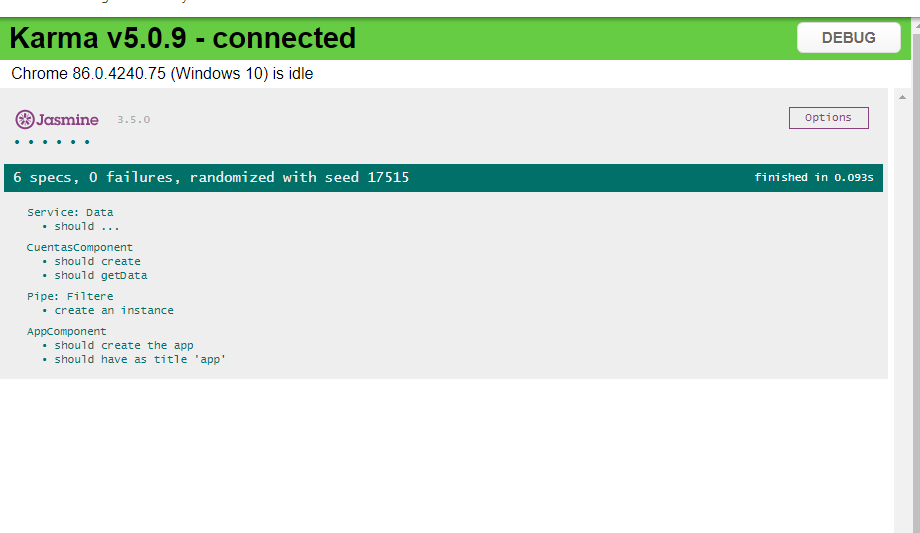 Karma v5.0.9 - connected
DEBUG
Chrome 86.0.4240.75 (Windows 10) is idle
Jasmine 3.5.0
Options
• • • • • •
6 specs, 0 failures, randomized with seed 17515
finished in 0.093s
Service: Data
• should ...
CuentasComponent
• should create
• should getData
Pipe: Filtere
• create an instance
AppComponent
• should create the app
• should have as title 'app'